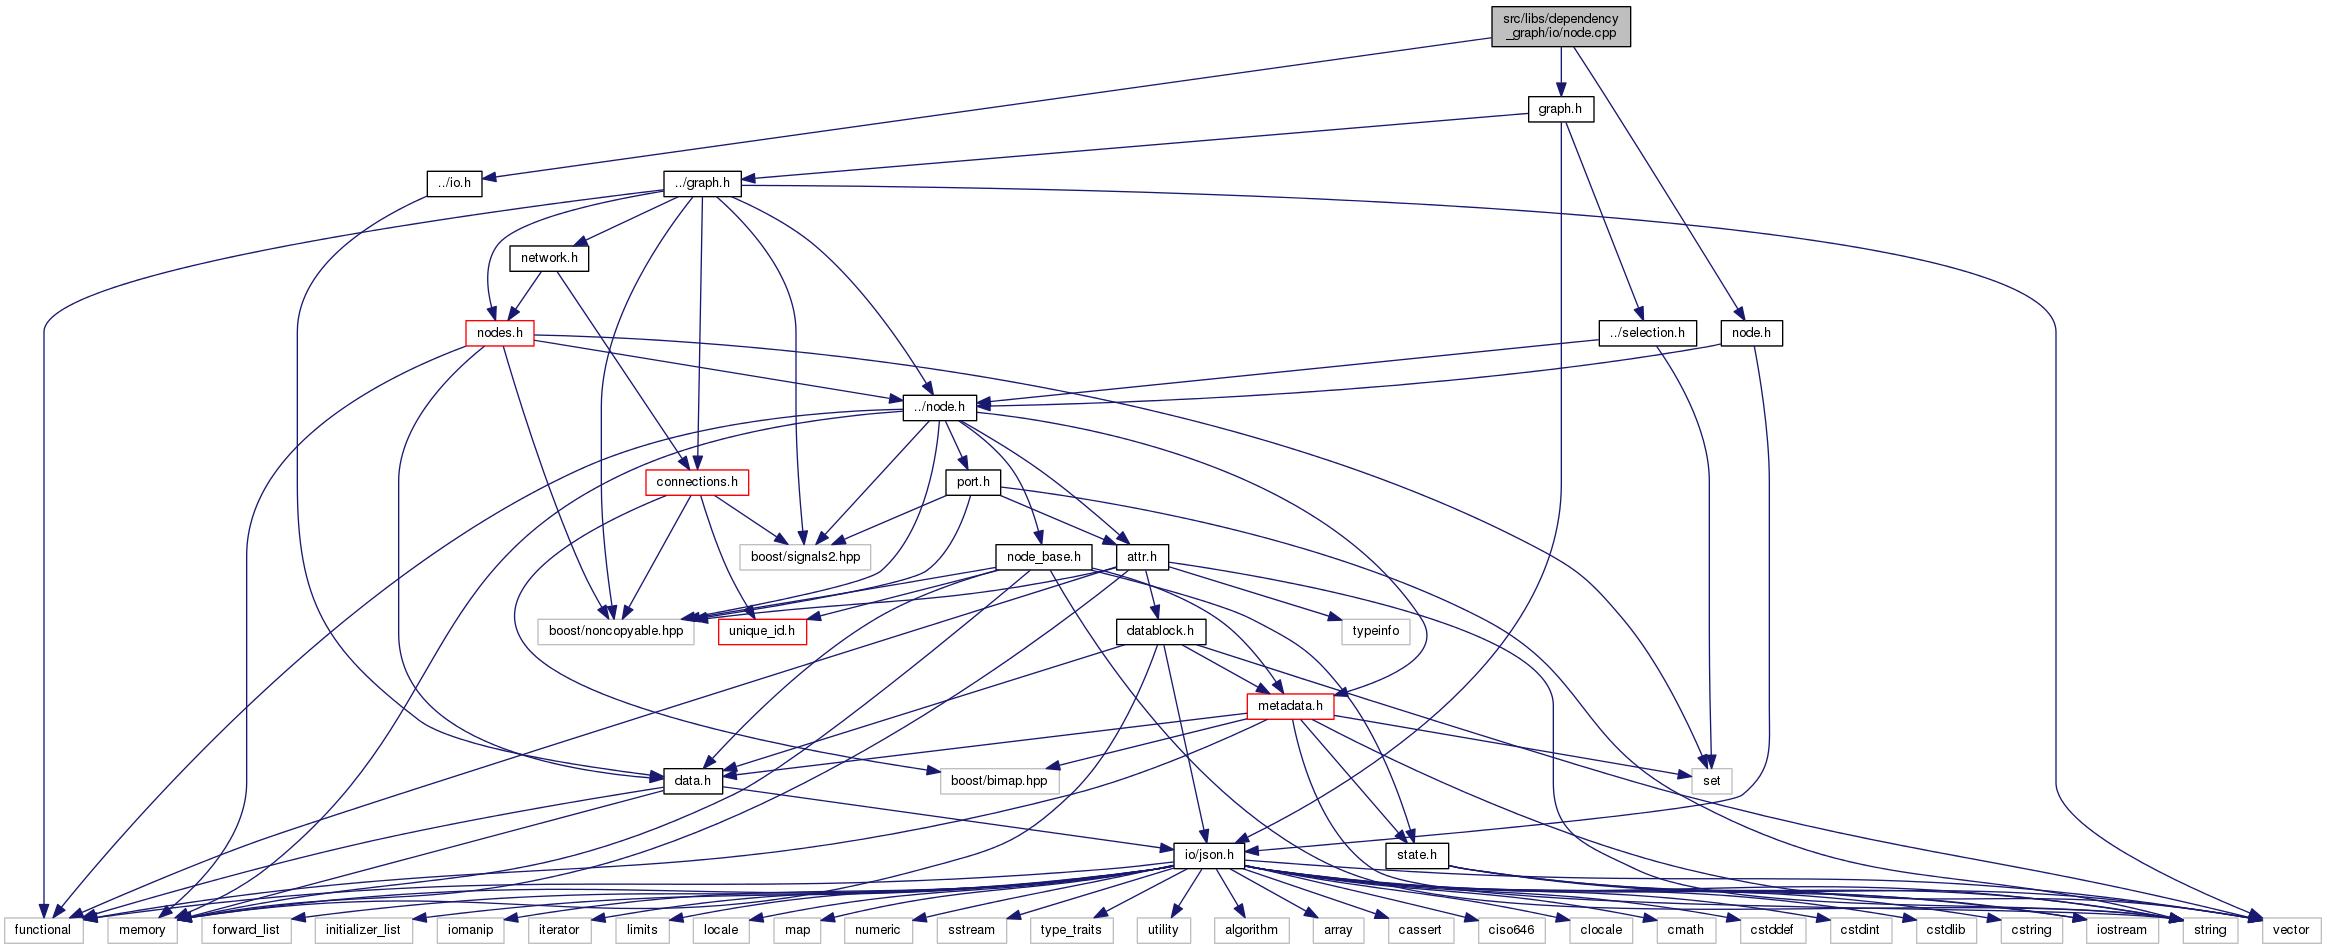 src/libs/dependency
_graph/io/node.cpp
graph.h
../io.h
../graph.h
network.h
nodes.h
../selection.h
node.h
../node.h
connections.h
port.h
boost/signals2.hpp
node_base.h
attr.h
boost/noncopyable.hpp
unique_id.h
datablock.h
typeinfo
metadata.h
data.h
boost/bimap.hpp
set
io/json.h
state.h
functional
memory
forward_list
initializer_list
iomanip
iterator
limits
locale
map
numeric
sstream
type_traits
utility
algorithm
array
cassert
ciso646
clocale
cmath
cstddef
cstdint
cstdlib
cstring
iostream
string
vector